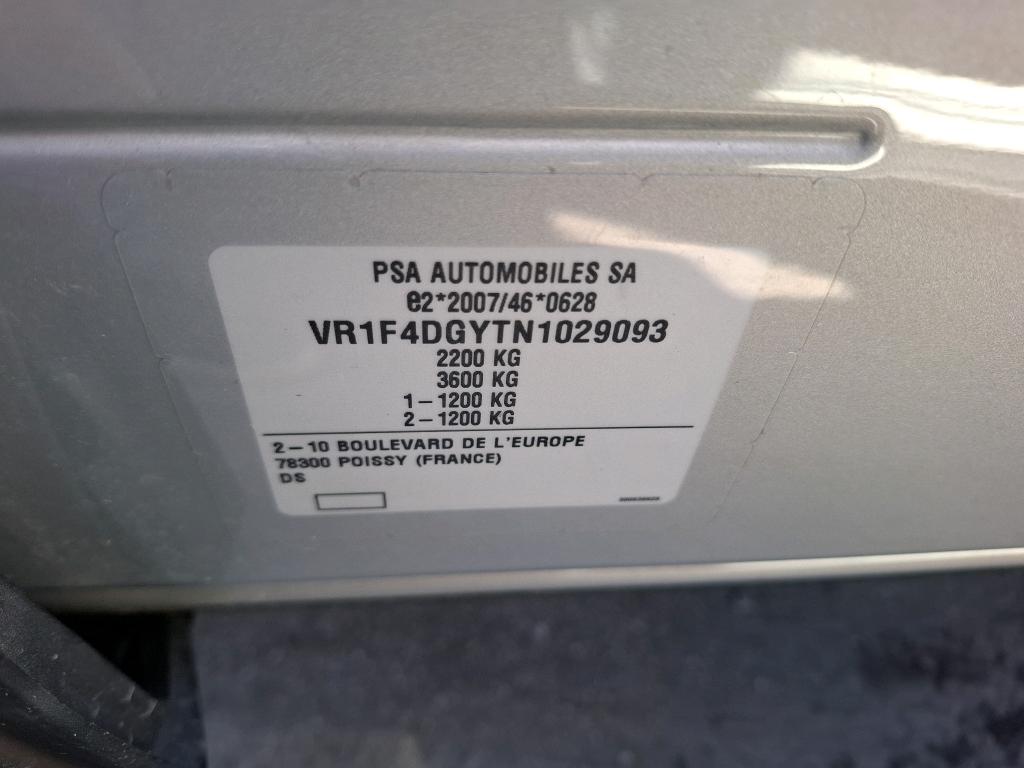 PSA AUTOMOBILES SA
e2*2007/46*0628
VR1F4DGYTN1029093
2200 KG
3600 KG
1-1200 KG
2-1200 KG
2-10 BOULEVARD DE L'EUROPE
78300 POISSY (FRANCE)
DS